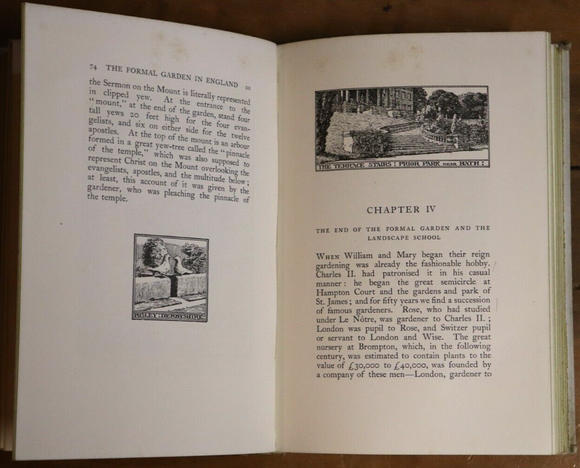 74 THE FORMAL GARDEN IN ENGLAND III
the Sermon on the Mount is literally represented
in clipped yew. At the entrance to the
"mount," at the end of the garden, stand four
tall yews 20 feet high for the four evan-
gelists, and six on either side for the twelve
apostles. At the top of the mount is an arbour
formed in a great yew-tree called the "pinnacle
of the temple," which was also supposed to
represent Christ on the Mount overlooking the
evangelists, apostles, and the multitude below;
at least, this account of it was given by the
gardener, who was pleaching the pinnacle of
the temple.
RISLEY DERBYSHIRE
THE TERRACE STAIRS: PRIOR PARK NEAR BATH:
CHAPTER IV
THE END OF THE FORMAL GARDEN AND THE
LANDSCAPE SCHOOL
WHEN William and Mary began their reign
gardening was already the fashionable hobby.
Charles II. had patronised it in his casual
manner: he began the great semicircle at
Hampton Court and the gardens and park of
St. James; and for fifty years we find a succession
of famous gardeners. Rose, who had studied
under Le Nôtre, was gardener to Charles II.;
London was pupil to Rose, and Switzer pupil
or servant to London and Wise. The great
nursery at Brompton, which, in the following
century, was estimated to contain plants to the
value of £30,000 to £40,000, was founded by
a company of these men—London, gardener to